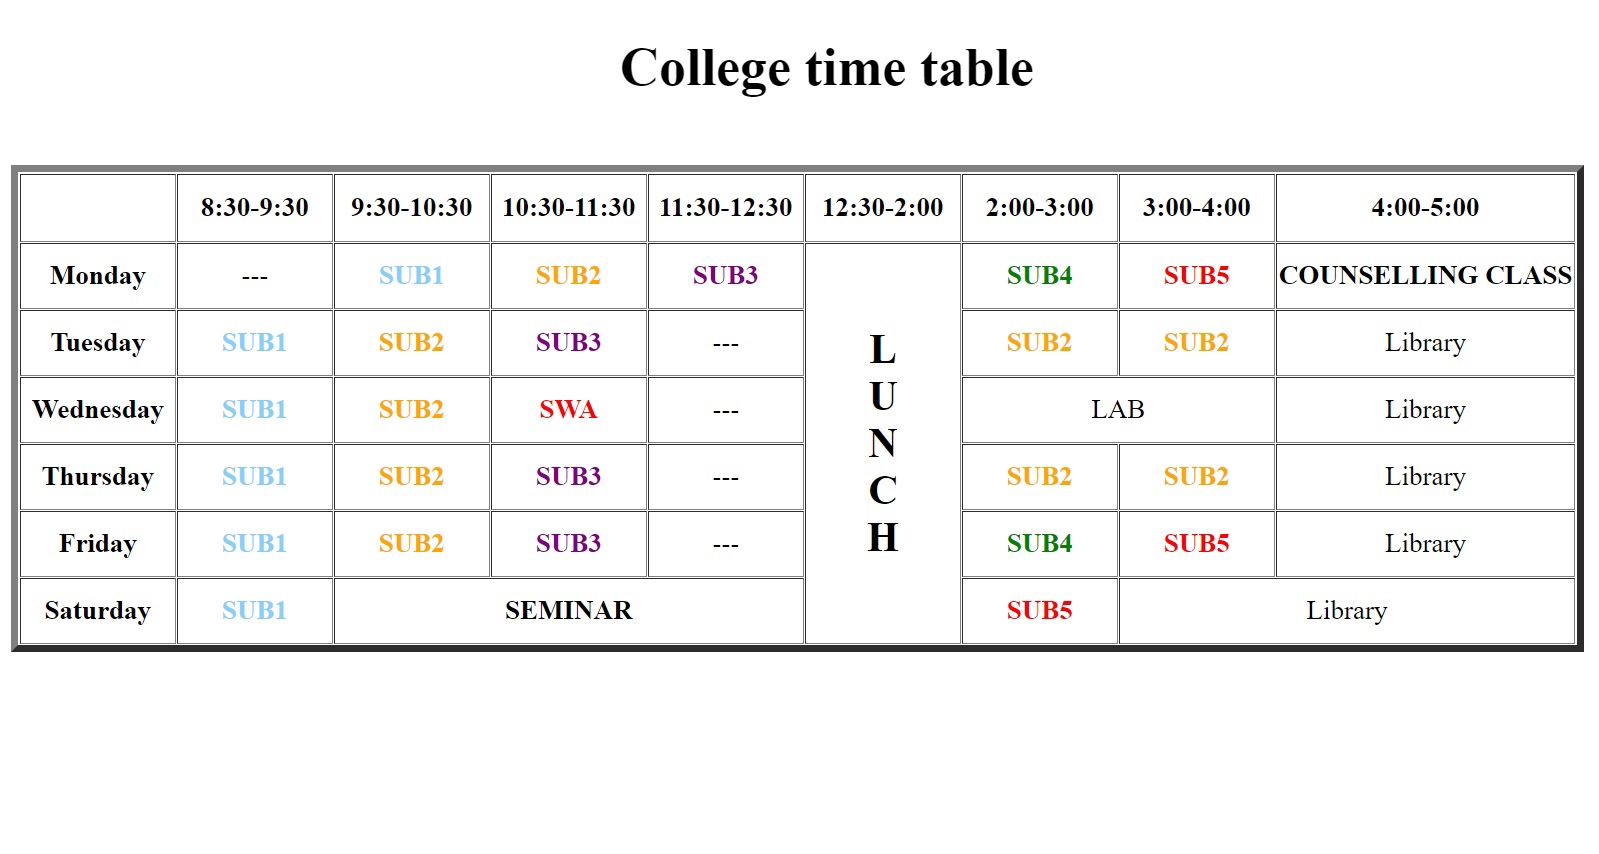 College time table
8:30-9:30 9:30-10:30 10:30-11:30 11:30-12:30 12:30-2:00 2:00-3:00 3:00-4:00 4:00-5:00
Monday --- SUB1 SUB2 SUB3 SUB4 SUB5 COUNSELLING CLASS
Tuesday SUB1 SUB2 SUB3 --- SUB2 SUB2 Library
L
U
N
C
H
Wednesday SUB1 SUB2 SWA --- LAB Library
Thursday SUB1 SUB2 SUB3 --- SUB2 SUB2 Library
Friday SUB1 SUB2 SUB3 --- SUB4 SUB5 Library
Saturday SUB1 SEMINAR SUB5 Library